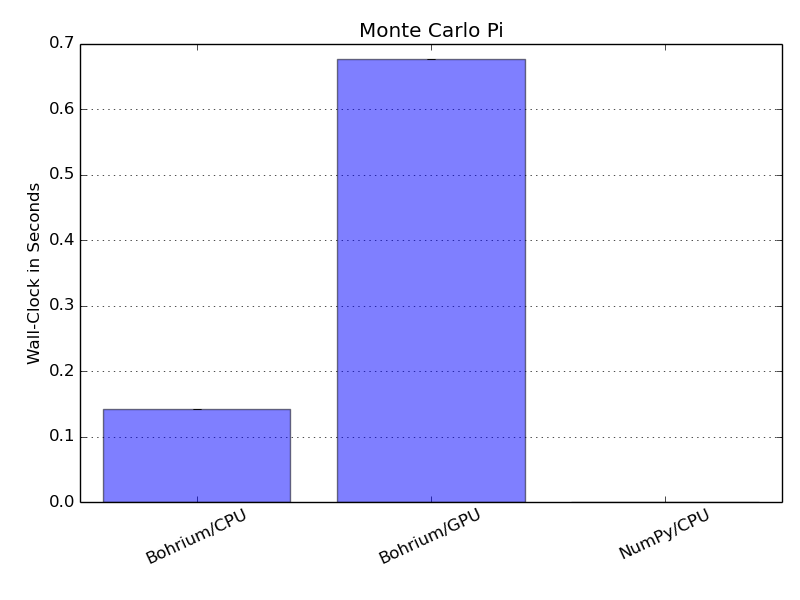 Monte Carlo Pi
Wall-Clock in Seconds
0.7
0.6
0.5
0.4
0.3
0.2
0.1
0.0
Bohrium/CPU
Bohrium/GPU
NumPy/CPU